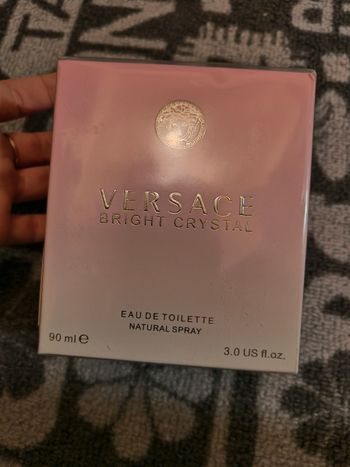 VERSACE
BRIGHT CRYSTAL
EAU DE TOILETTE
NATURAL SPRAY
90 ml e
3.0 US fl.oz.